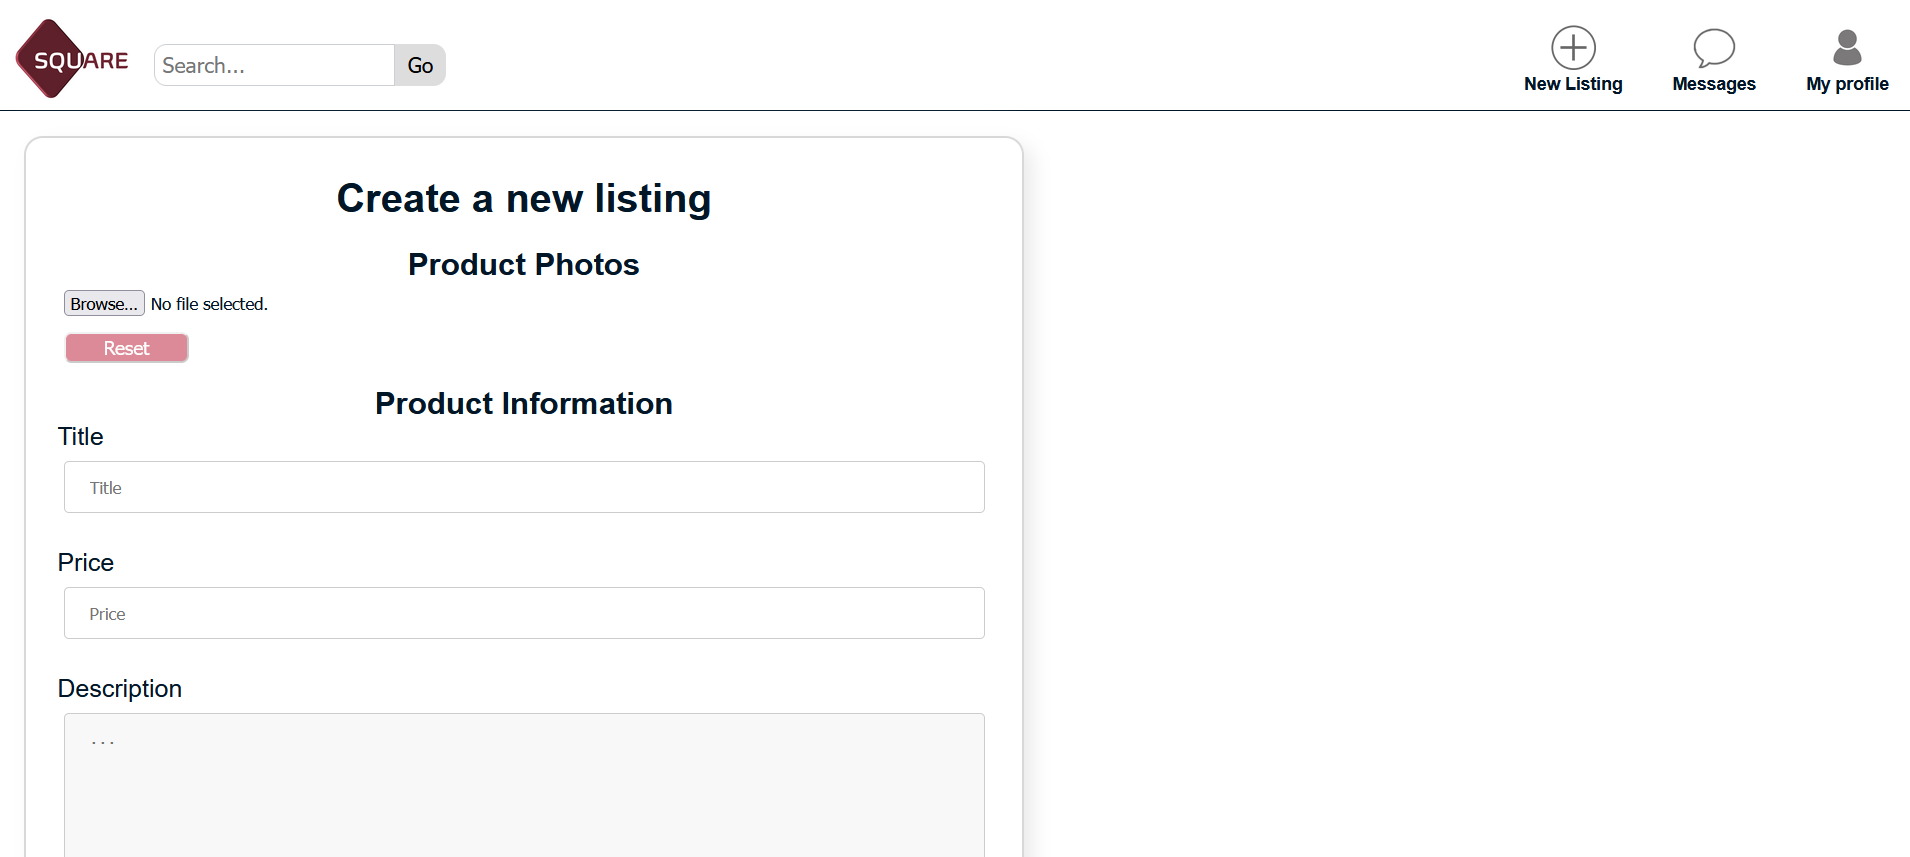 SQUARE
Search...
Go
New Listing
Messages
My profile
Create a new listing
Product Photos
Browse... No file selected.
Reset
Product Information
Title
Title
Price
Price
Description
...